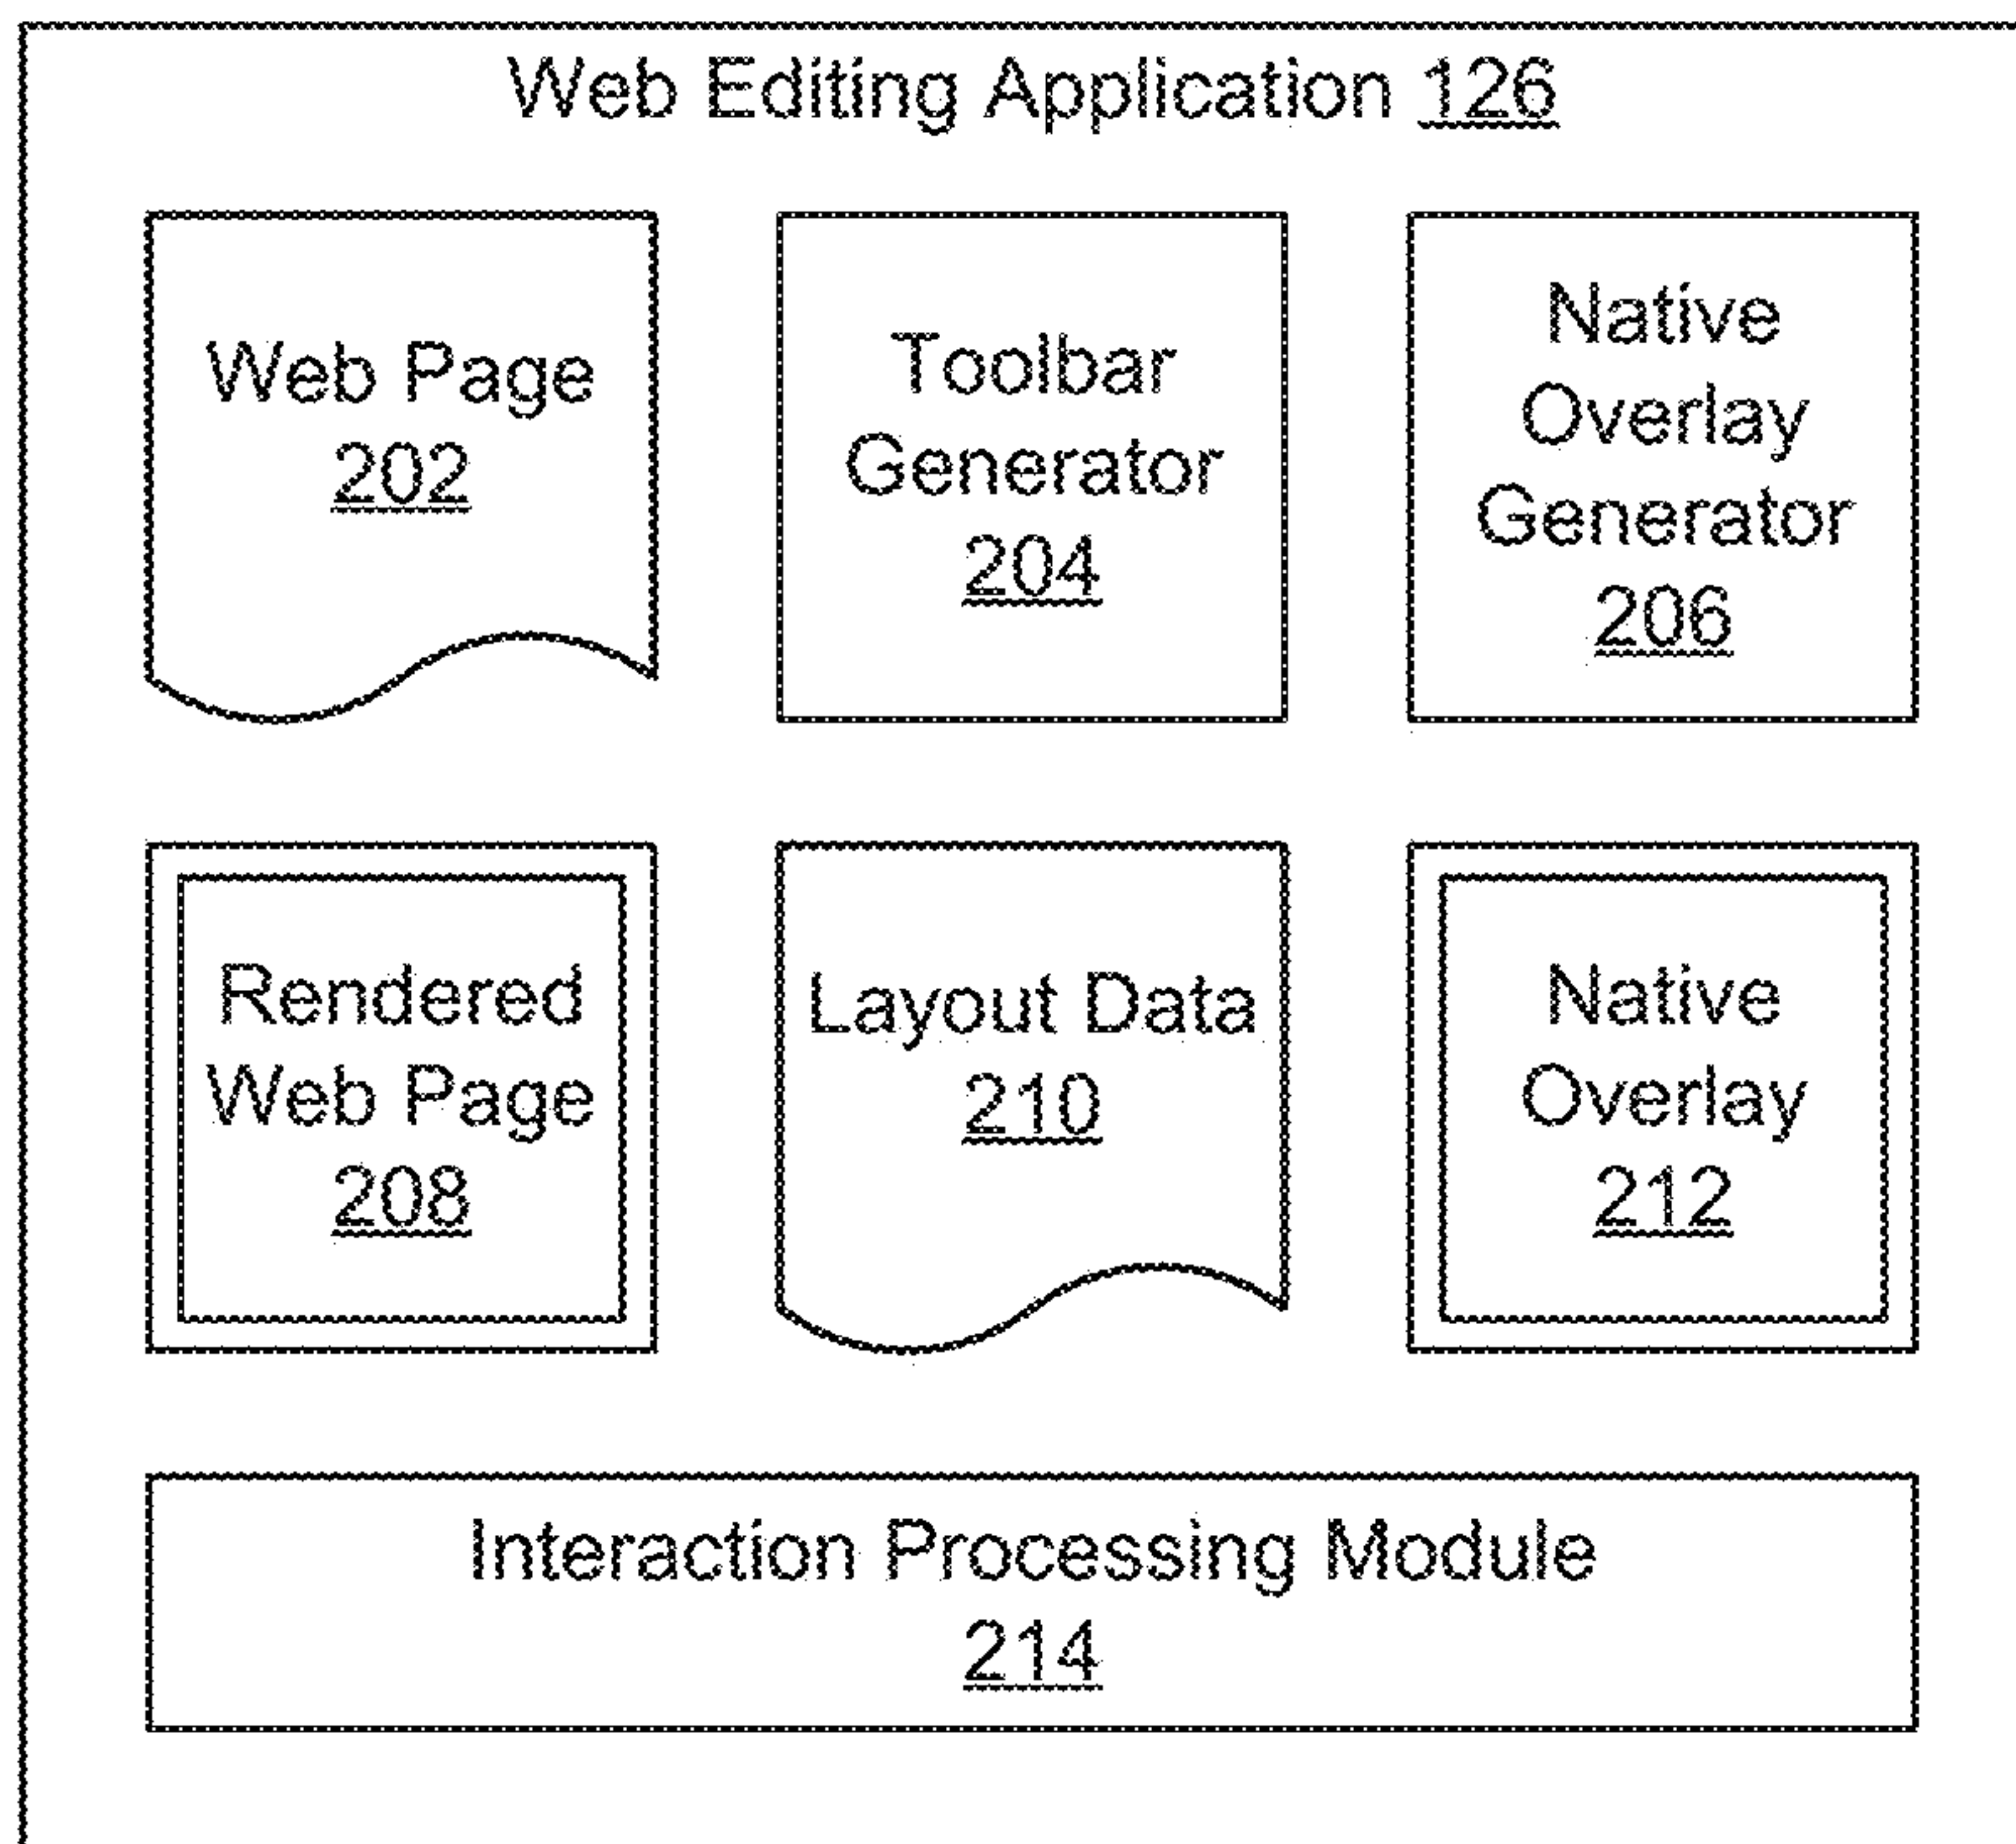 Web Editing Application 126
Web Page
202
Toolbar
Generator
204
Native
Overlay
Generator
206
Rendered
Web Page
208
Layout Data
210
Native
Overlay
212
Interaction Processing Module
214